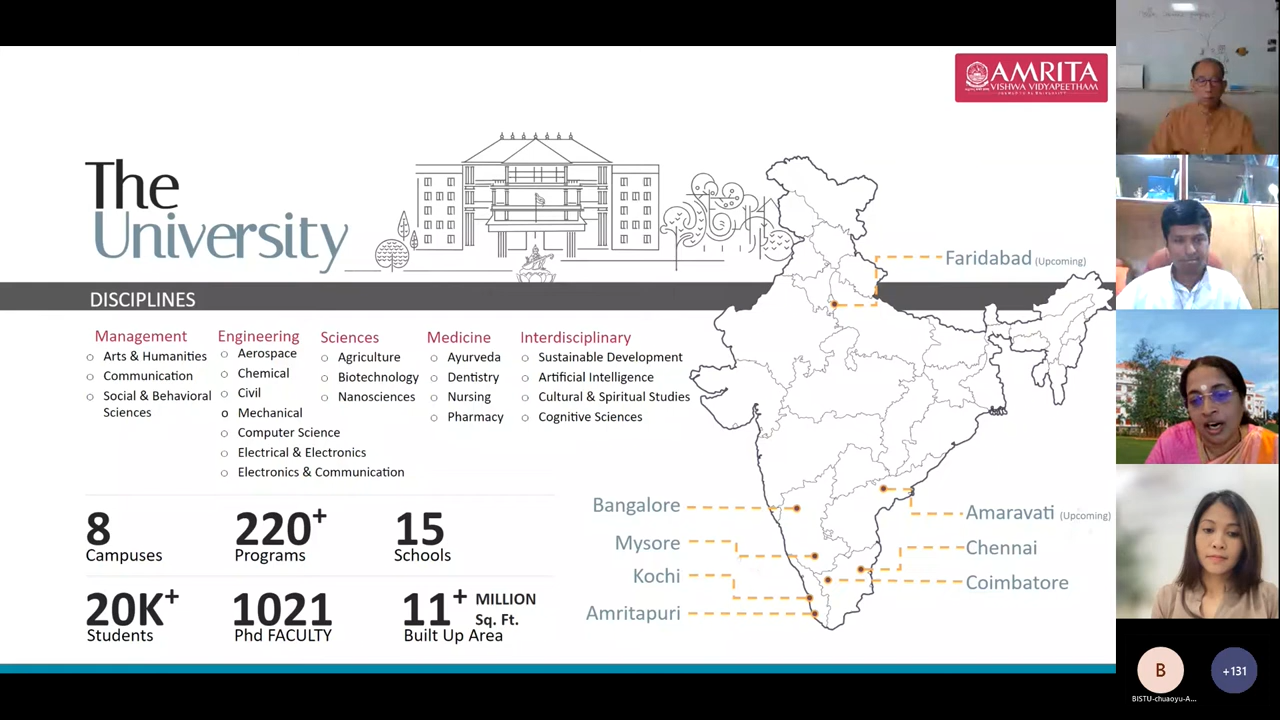 AMRITA
VISHWA VIDYAPEETHAM
The
University
Faridabad (Upcoming)
DISCIPLINES
Management
Arts & Humanities
Communication
Social & Behavioral
Sciences
Engineering
Aerospace
Chemical
Civil
Mechanical
Computer Science
Electrical & Electronics
Electronics & Communication
Sciences
Agriculture
Biotechnology
Nanosciences
Medicine
Ayurveda
Dentistry
Nursing
Pharmacy
Interdisciplinary
Sustainable Development
Artificial Intelligence
Cultural & Spiritual Studies
Cognitive Sciences
8
Campuses
220+
Programs
15
Schools
20K+
Students
1021
Phd FACULTY
11+ MILLION
Sq. Ft.
Built Up Area
Bangalore
Mysore
Kochi
Amritapuri
Amaravati (Upcoming)
Chennai
Coimbatore
B
BISTU-chuaoyu-A...
+131